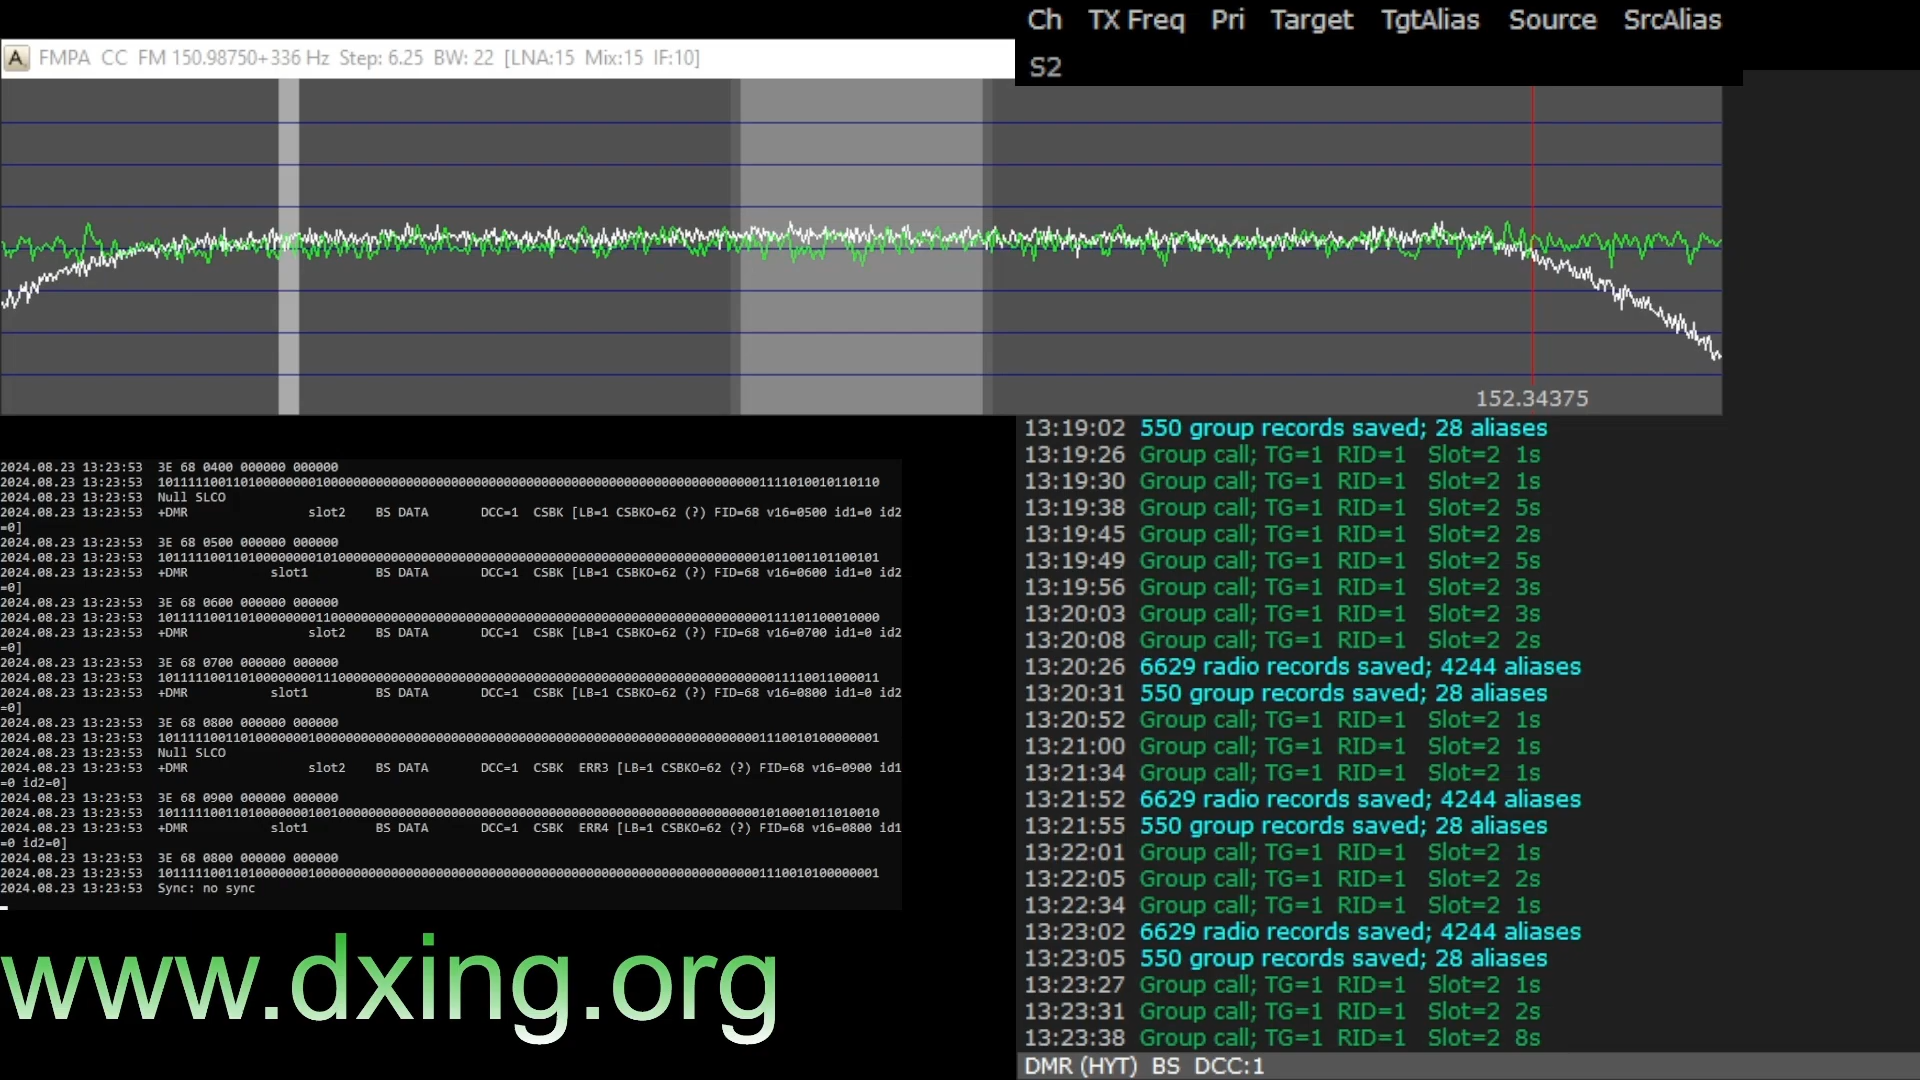 Ch TX Freq Pri Target TgtAlias Source SrcAlias
S2
A FMPA CC FM 150.98750+336 Hz Step: 6.25 BW: 22 [LNA:15 Mix:15 IF:10]
152.34375
2024.08.23 13:23:53 3E 68 0400 000000 000000
2024.08.23 13:23:53 Null SLCO
2024.08.23 13:23:53 +DMR slot2 BS DATA DCC=1 CSBK [LB=1 CSBKO=62 (?) FID=68 v16=0500 id1=0 id2
=0]
2024.08.23 13:23:53 3E 68 0500 000000 000000
2024.08.23 13:23:53 +DMR slot1 BS DATA DCC=1 CSBK [LB=1 CSBKO=62 (?) FID=68 v16=0600 id1=0 id2
=0]
2024.08.23 13:23:53 3E 68 0600 000000 000000
2024.08.23 13:23:53 +DMR slot2 BS DATA DCC=1 CSBK [LB=1 CSBKO=62 (?) FID=68 v16=0700 id1=0 id2
=0]
2024.08.23 13:23:53 3E 68 0700 000000 000000
2024.08.23 13:23:53 +DMR slot1 BS DATA DCC=1 CSBK [LB=1 CSBKO=62 (?) FID=68 v16=0800 id1=0 id2
=0]
2024.08.23 13:23:53 3E 68 0800 000000 000000
2024.08.23 13:23:53 Null SLCO
2024.08.23 13:23:53 +DMR slot2 BS DATA DCC=1 CSBK ERR3 [LB=1 CSBKO=62 (?) FID=68 v16=0900 id1
=0 id2=0]
2024.08.23 13:23:53 3E 68 0900 000000 000000
2024.08.23 13:23:53 +DMR slot1 BS DATA DCC=1 CSBK ERR4 [LB=1 CSBKO=62 (?) FID=68 v16=0800 id1
=0 id2=0]
2024.08.23 13:23:53 3E 68 0800 000000 000000
2024.08.23 13:23:53 Sync: no sync
www.dxing.org
13:19:02 550 group records saved; 28 aliases
13:19:26 Group call; TG=1 RID=1 Slot=2 1s
13:19:30 Group call; TG=1 RID=1 Slot=2 1s
13:19:38 Group call; TG=1 RID=1 Slot=2 5s
13:19:45 Group call; TG=1 RID=1 Slot=2 2s
13:19:49 Group call; TG=1 RID=1 Slot=2 5s
13:19:56 Group call; TG=1 RID=1 Slot=2 3s
13:20:03 Group call; TG=1 RID=1 Slot=2 3s
13:20:08 Group call; TG=1 RID=1 Slot=2 2s
13:20:26 6629 radio records saved; 4244 aliases
13:20:31 550 group records saved; 28 aliases
13:20:52 Group call; TG=1 RID=1 Slot=2 1s
13:21:00 Group call; TG=1 RID=1 Slot=2 1s
13:21:34 Group call; TG=1 RID=1 Slot=2 1s
13:21:52 6629 radio records saved; 4244 aliases
13:21:55 550 group records saved; 28 aliases
13:22:01 Group call; TG=1 RID=1 Slot=2 1s
13:22:05 Group call; TG=1 RID=1 Slot=2 2s
13:22:34 Group call; TG=1 RID=1 Slot=2 1s
13:23:02 6629 radio records saved; 4244 aliases
13:23:05 550 group records saved; 28 aliases
13:23:27 Group call; TG=1 RID=1 Slot=2 1s
13:23:31 Group call; TG=1 RID=1 Slot=2 2s
13:23:38 Group call; TG=1 RID=1 Slot=2 8s
DMR (HYT) BS DCC:1